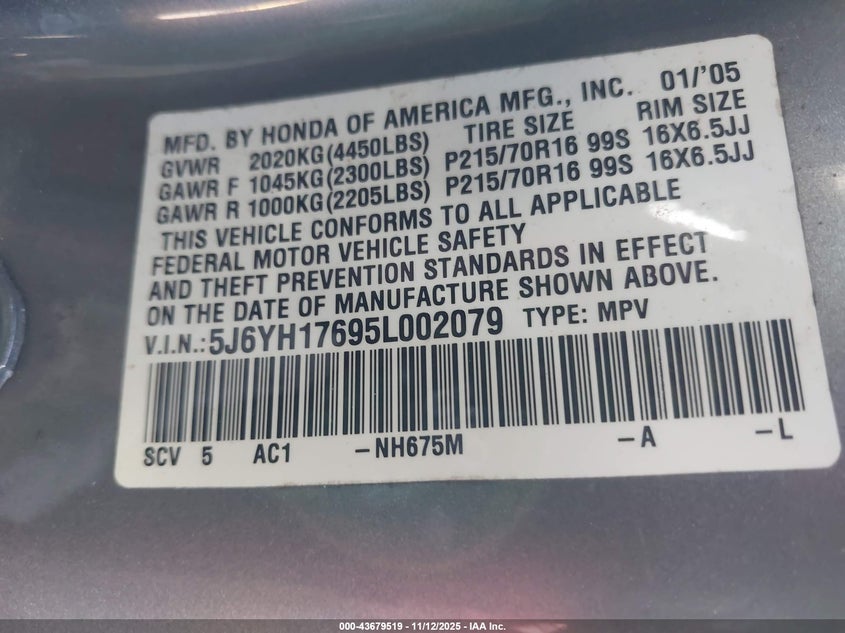 MFD. BY HONDA OF AMERICA MFG., INC. 01/'05
GVWR 2020KG(4450LBS) TIRE SIZE RIM SIZE
GAWR F 1045KG(2300LBS) P215/70R16 99S 16X6.5JJ
GAWR R 1000KG(2205LBS) P215/70R16 99S 16X6.5JJ
THIS VEHICLE CONFORMS TO ALL APPLICABLE
FEDERAL MOTOR VEHICLE SAFETY
AND THEFT PREVENTION STANDARDS IN EFFECT
ON THE DATE OF MANUFACTURE SHOWN ABOVE.
V.I.N.:5J6YH17695L002079 TYPE: MPV
SCV 5 AC1 -NH675M -A -L
000-43679519 - 11/12/2025 - IAA Inc.